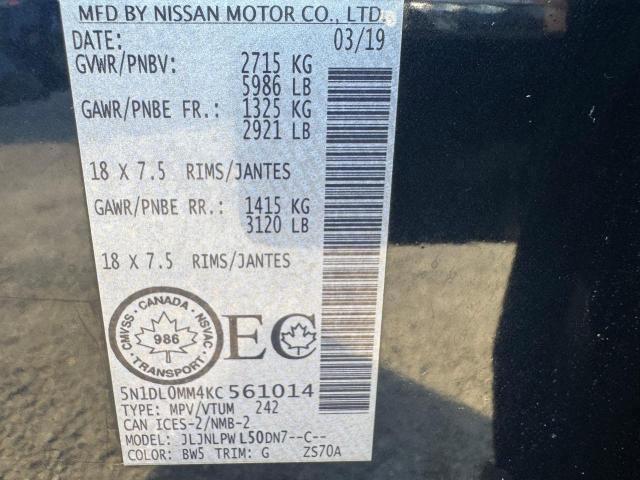 MFD BY NISSAN MOTOR CO., LTD.
DATE: 03/19
GVWR/PNBV: 2715 KG
5986 LB
GAWR/PNBE FR.: 1325 KG
2921 LB
18 X 7.5 RIMS/JANTES
GAWR/PNBE RR.: 1415 KG
3120 LB
18 X 7.5 RIMS/JANTES
CANADA
CMVSS NSVAC
986
TRANSPORT
EC
5N1DL0MM4KC561014
TYPE: MPV/VTUM 242
CAN ICES-2/NMB-2
MODEL: JLJNLPWL50DN7--C--
COLOR: BW5 TRIM: G ZS70A